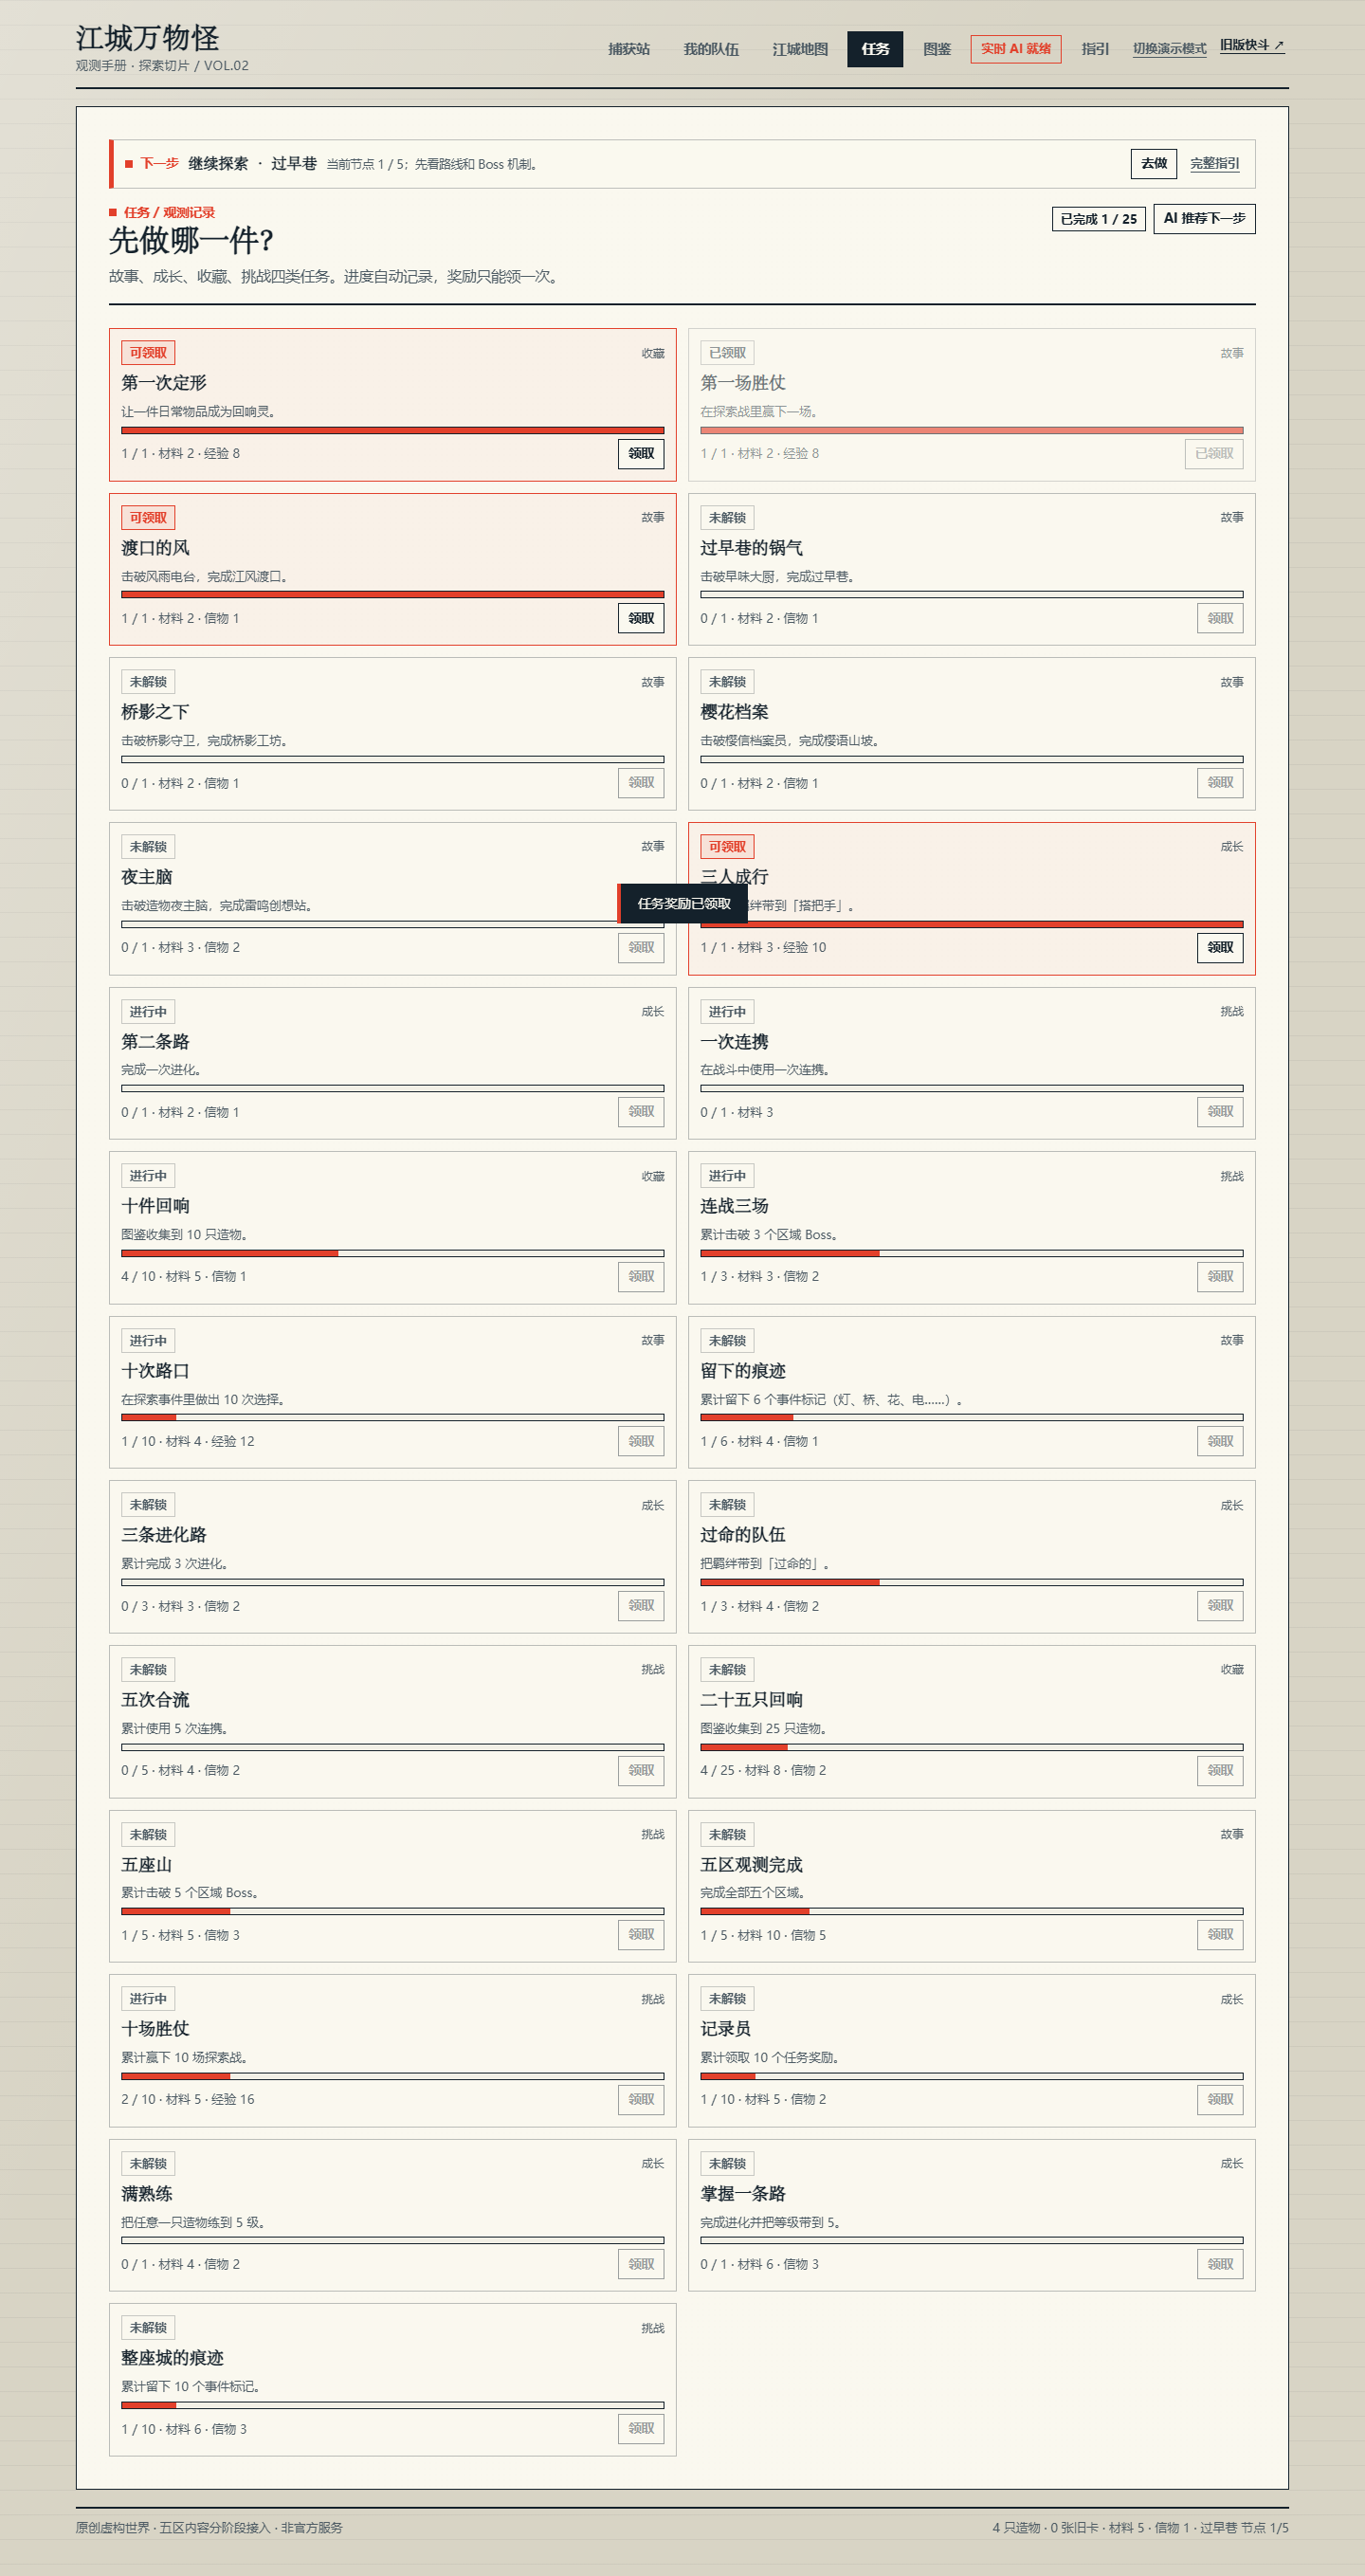 江城万物怪
观测手册 · 探索切片 / VOL.02
捕获站 我的队伍 江城地图 任务 图鉴 实时 AI 就绪 指引 切换演示模式 旧版快斗 ↗
下一步 继续探索 · 过早巷 当前节点 1 / 5；先看路线和 Boss 机制。 去做 完整指引
任务 / 观测记录
先做哪一件？
故事、成长、收藏、挑战四类任务。进度自动记录，奖励只能领一次。
已完成 1 / 25 AI 推荐下一步
可领取 收藏
第一次定形
让一件日常物品成为回响灵。
1 / 1 · 材料 2 · 经验 8 领取
已领取 故事
第一场胜仗
在探索战里赢下一场。
1 / 1 · 材料 2 · 经验 8 已领取
可领取 故事
渡口的风
击破风雨电台，完成江风渡口。
1 / 1 · 材料 2 · 信物 1 领取
未解锁 故事
过早巷的锅气
击破早味大厨，完成过早巷。
0 / 1 · 材料 2 · 信物 1 领取
未解锁 故事
桥影之下
击破桥影守卫，完成桥影工坊。
0 / 1 · 材料 2 · 信物 1 领取
未解锁 故事
樱花档案
击破樱信档案员，完成樱语山坡。
0 / 1 · 材料 2 · 信物 1 领取
未解锁 故事
夜主脑
击破造物夜主脑，完成雷鸣创想站。
0 / 1 · 材料 3 · 信物 2 领取
可领取 成长
三人成行
绊带到「搭把手」。
1 / 1 · 材料 3 · 经验 10 领取
任务奖励已领取
进行中 成长
第二条路
完成一次进化。
0 / 1 · 材料 2 · 信物 1 领取
进行中 挑战
一次连携
在战斗中使用一次连携。
0 / 1 · 材料 3 领取
进行中 收藏
十件回响
图鉴收集到 10 只造物。
4 / 10 · 材料 5 · 信物 1 领取
进行中 挑战
连战三场
累计击破 3 个区域 Boss。
1 / 3 · 材料 3 · 信物 2 领取
进行中 故事
十次路口
在探索事件里做出 10 次选择。
1 / 10 · 材料 4 · 经验 12 领取
未解锁 故事
留下的痕迹
累计留下 6 个事件标记（灯、桥、花、电……）。
1 / 6 · 材料 4 · 信物 1 领取
未解锁 成长
三条进化路
累计完成 3 次进化。
0 / 3 · 材料 3 · 信物 2 领取
未解锁 成长
过命的队伍
把羁绊带到「过命的」。
1 / 3 · 材料 4 · 信物 2 领取
未解锁 挑战
五次合流
累计使用 5 次连携。
0 / 5 · 材料 4 · 信物 2 领取
未解锁 收藏
二十五只回响
图鉴收集到 25 只造物。
4 / 25 · 材料 8 · 信物 2 领取
未解锁 挑战
五座山
累计击破 5 个区域 Boss。
1 / 5 · 材料 5 · 信物 3 领取
未解锁 故事
五区观测完成
完成全部五个区域。
1 / 5 · 材料 10 · 信物 5 领取
进行中 挑战
十场胜仗
累计赢下 10 场探索战。
2 / 10 · 材料 5 · 经验 16 领取
未解锁 成长
记录员
累计领取 10 个任务奖励。
1 / 10 · 材料 5 · 信物 2 领取
未解锁 成长
满熟练
把任意一只造物练到 5 级。
0 / 1 · 材料 4 · 信物 2 领取
未解锁 成长
掌握一条路
完成进化并把等级带到 5。
0 / 1 · 材料 6 · 信物 3 领取
未解锁 挑战
整座城的痕迹
累计留下 10 个事件标记。
1 / 10 · 材料 6 · 信物 3 领取
原创虚构世界 · 五区内容分阶段接入 · 非官方服务
4 只造物 · 0 张旧卡 · 材料 5 · 信物 1 · 过早巷 节点 1/5